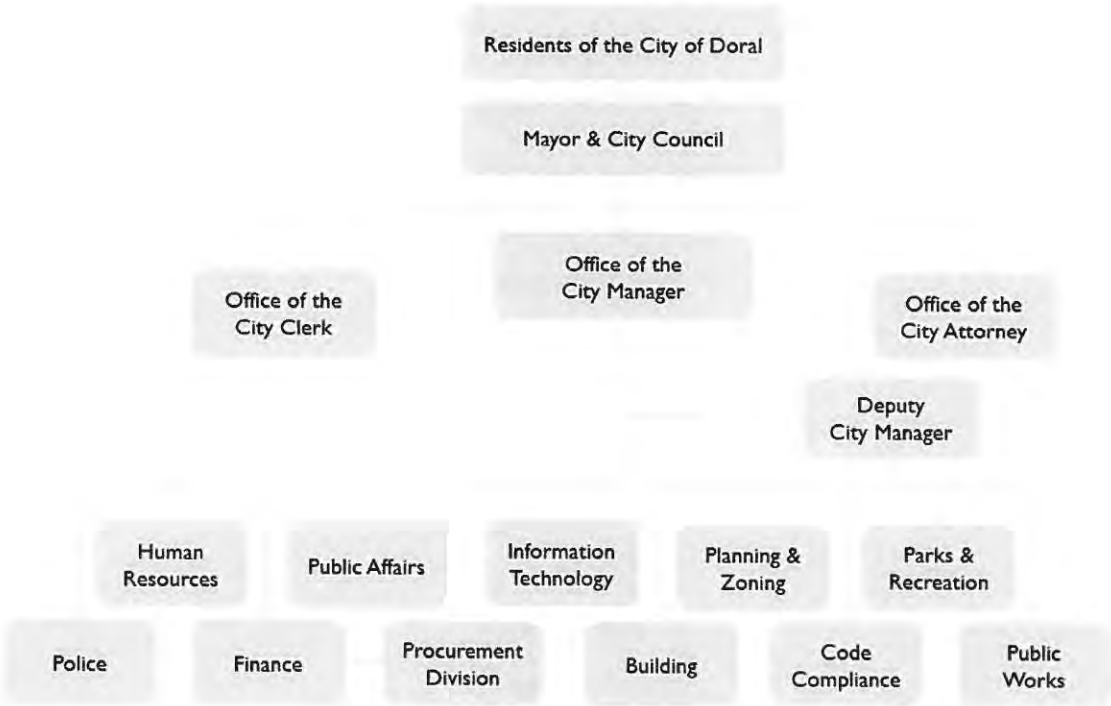 Residents of the City of Doral
Mayor & City Council
Office of the
City Manager
Office of the
City Clerk
Office of the
City Attorney
Deputy
City Manager
Human
Resources
Public Affairs
Information
Technology
Planning &
Zoning
Parks &
Recreation
Police
Finance
Procurement
Division
Building
Code
Compliance
Public
Works